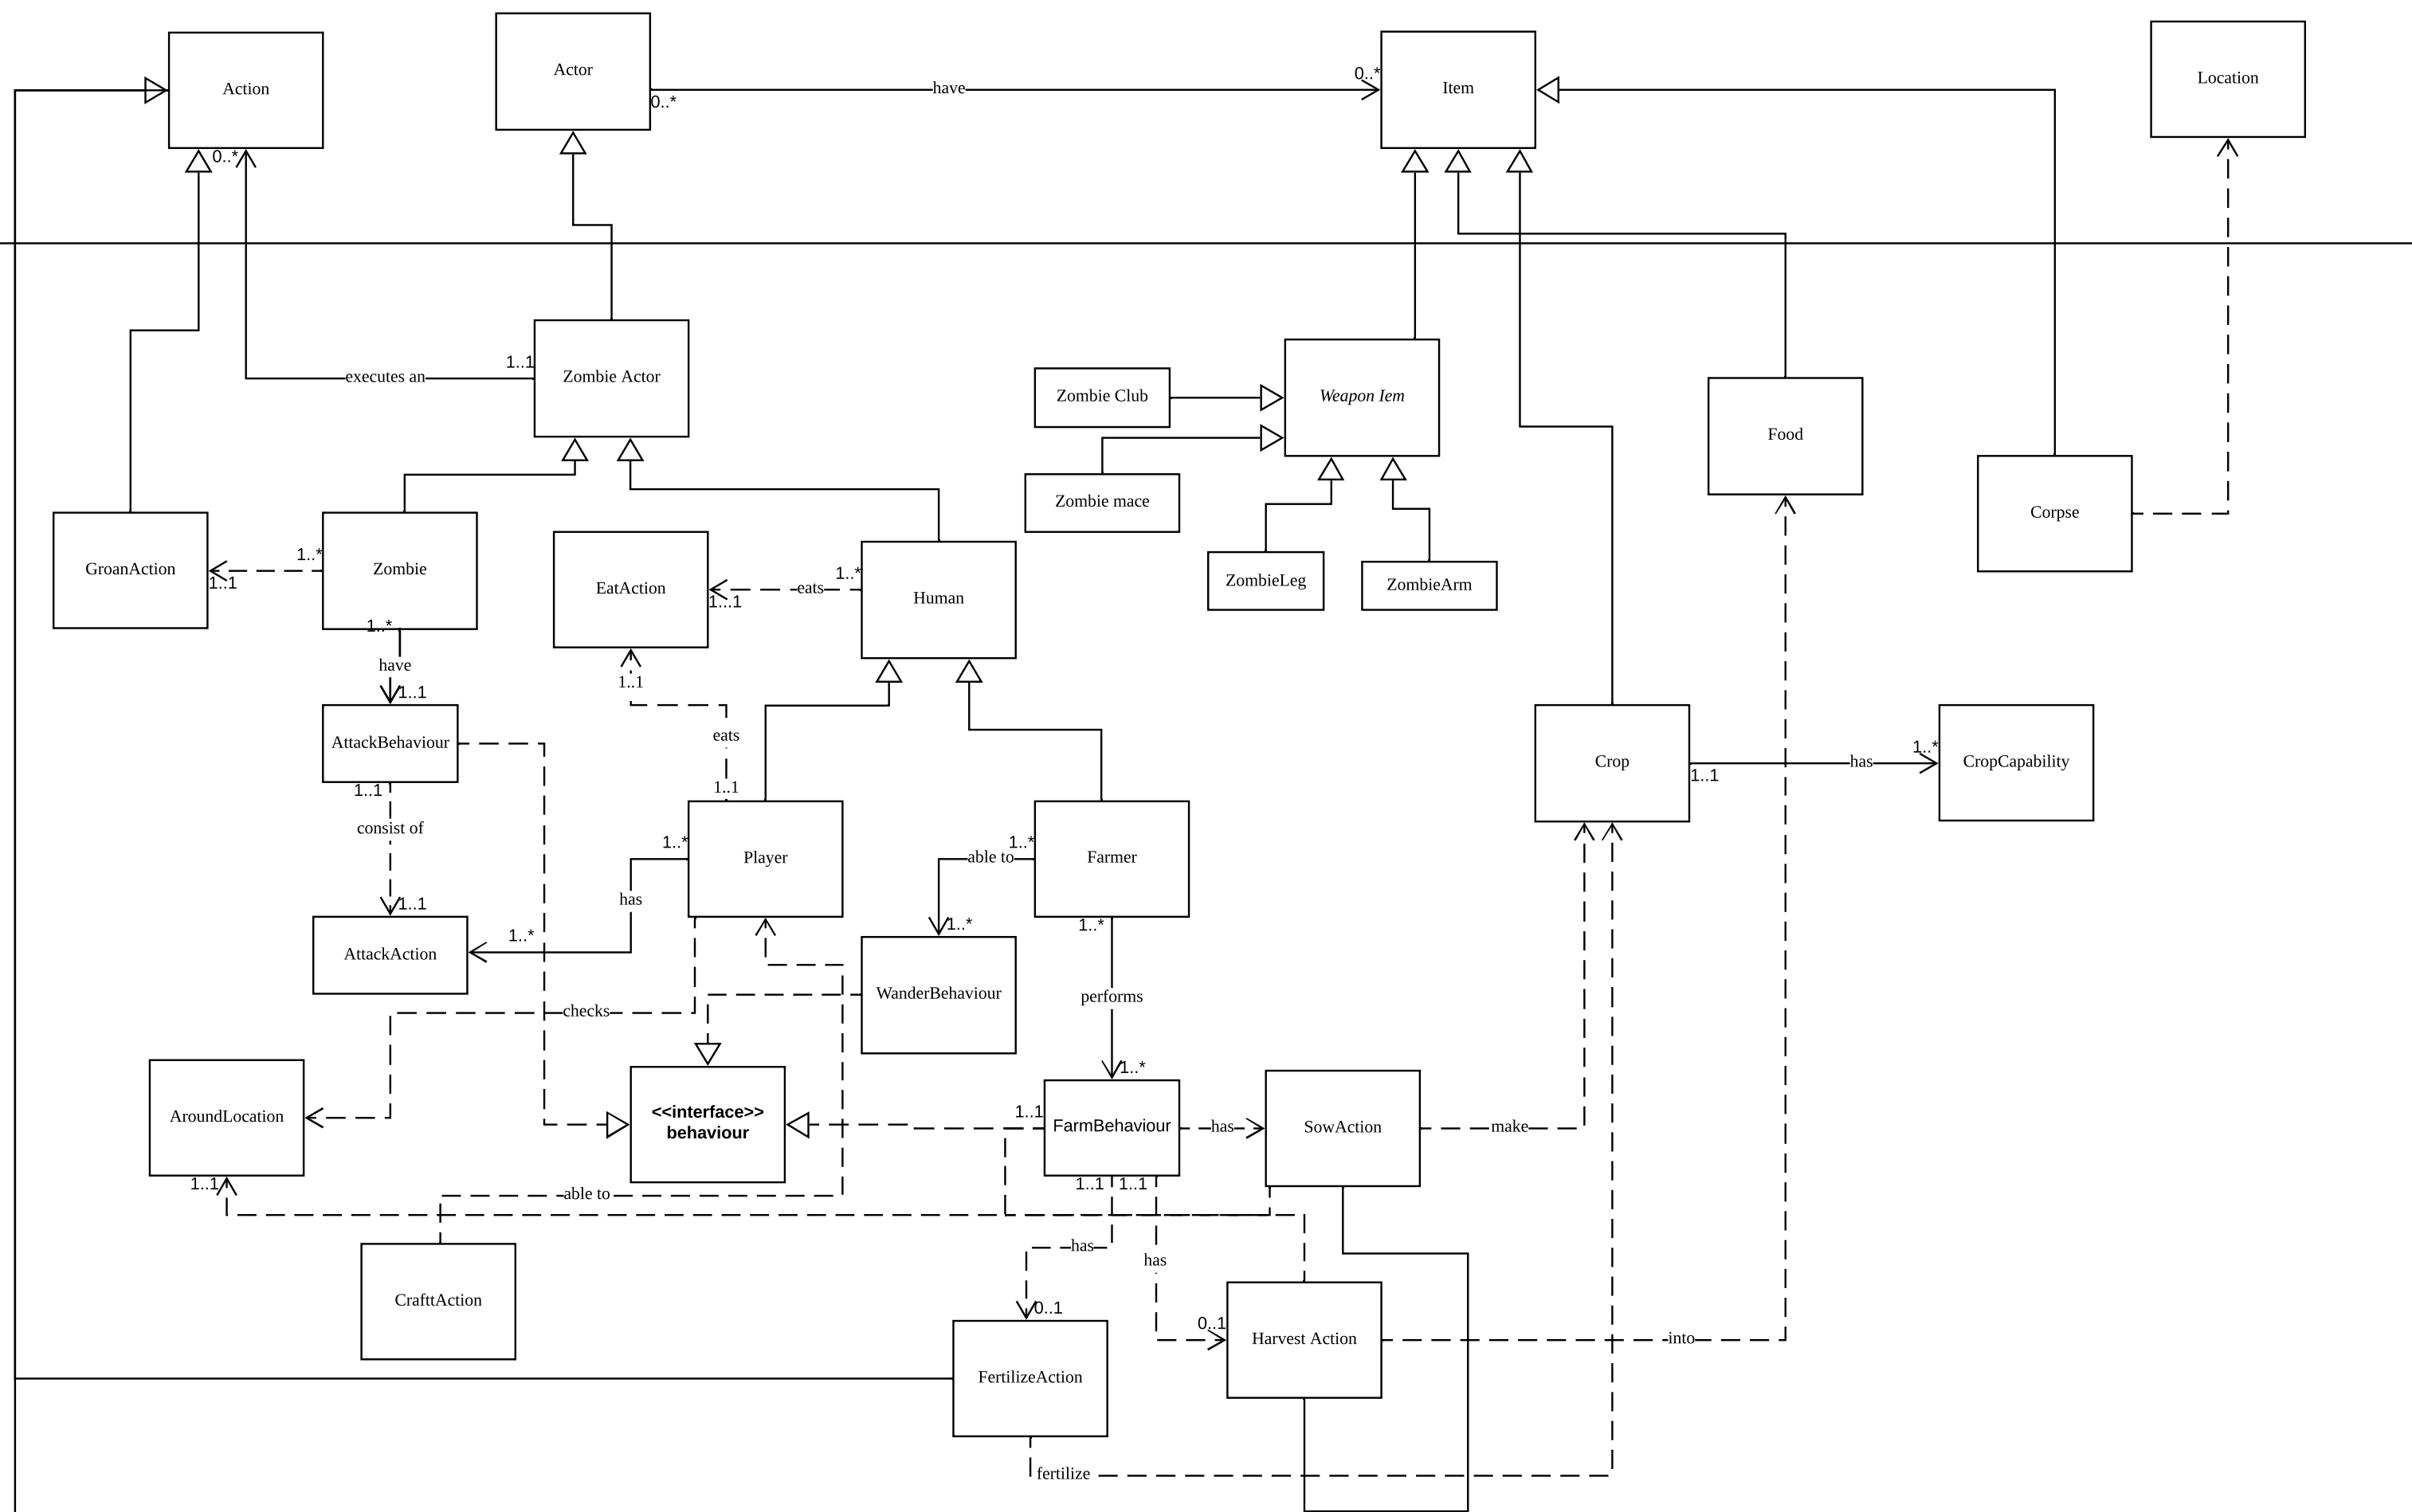 Action
Actor
have
0..*
0..*
Item
Location
0..*
executes an
1..1
Zombie Actor
Zombie Club
Weapon Iem
Zombie mace
Food
Corpse
GroanAction
1..1
1..*
Zombie
EatAction
1...1
eats
1..*
Human
ZombieLeg
ZombieArm
1..*
have
1..1
AttackBehaviour
1..1
eats
1..1
Crop
1..1
has
1..*
CropCapability
1..1
consist of
1..1
AttackAction
1..*
has
1..*
Player
1..*
able to
Farmer
1..*
1..*
WanderBehaviour
performs
1..*
checks
AroundLocation
1..1
<<interface>>
behaviour
1..1
FarmBehaviour
has
SowAction
make
1..1
1..1
able to
has
has
CrafttAction
0..1
FertilizeAction
0..1
Harvest Action
into
fertilize